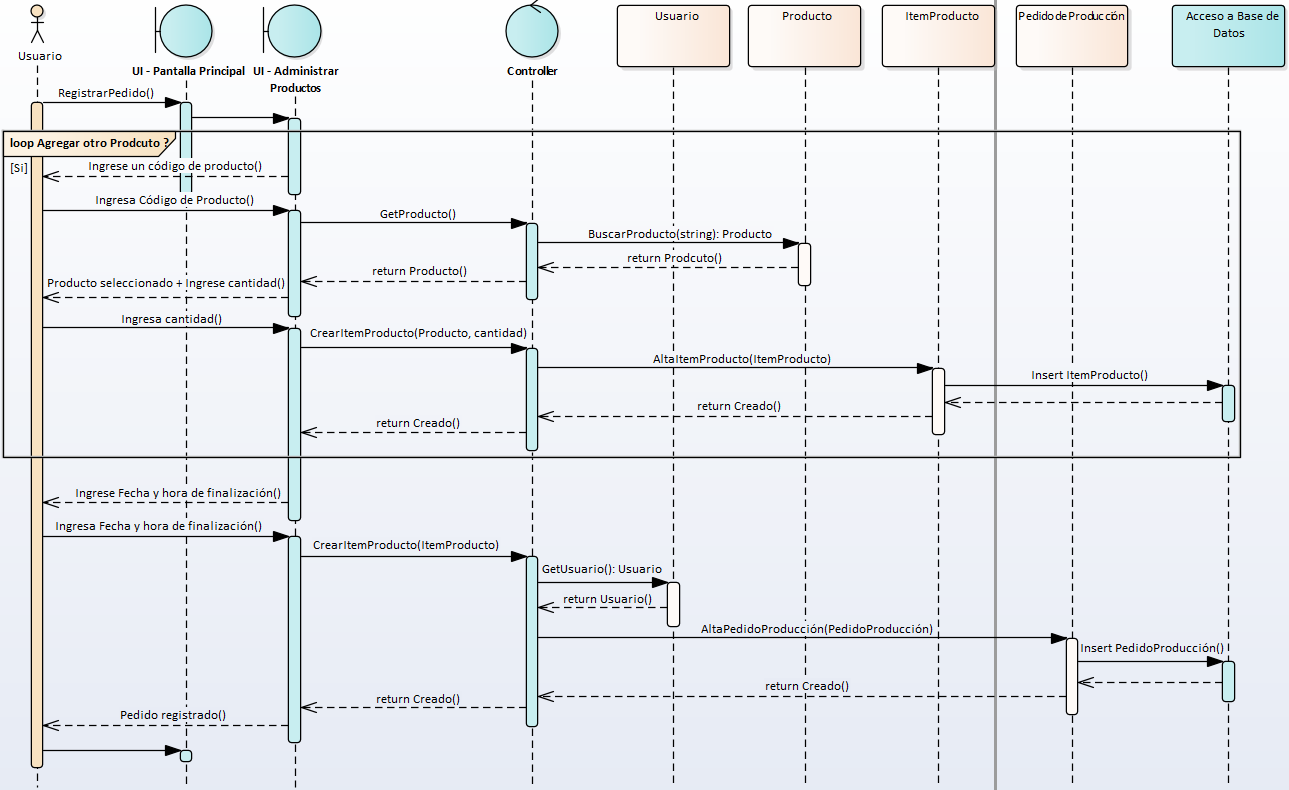 Usuario
UI - Pantalla Principal
UI - Administrar
Productos
Controller
Usuario
Producto
ItemProducto
PedidodeProducción
Acceso a Base de
Datos
RegistrarPedido()
loop Agregar otro Prodcuto ?
[Si]
Ingrese un código de producto()
Ingresa Código de Producto()
GetProducto()
BuscarProducto(string): Producto
return Prodcuto()
return Producto()
Producto seleccionado + Ingrese cantidad()
Ingresa cantidad()
CrearItemProducto(Producto, cantidad)
AltaItemProducto(ItemProducto)
Insert ItemProducto()
return Creado()
return Creado()
Ingrese Fecha y hora de finalización()
Ingresa Fecha y hora de finalización()
CrearItemProducto(ItemProducto)
GetUsuario(): Usuario
return Usuario()
AltaPedidoProducción(PedidoProducción)
Insert PedidoProducción()
return Creado()
return Creado()
Pedido registrado()